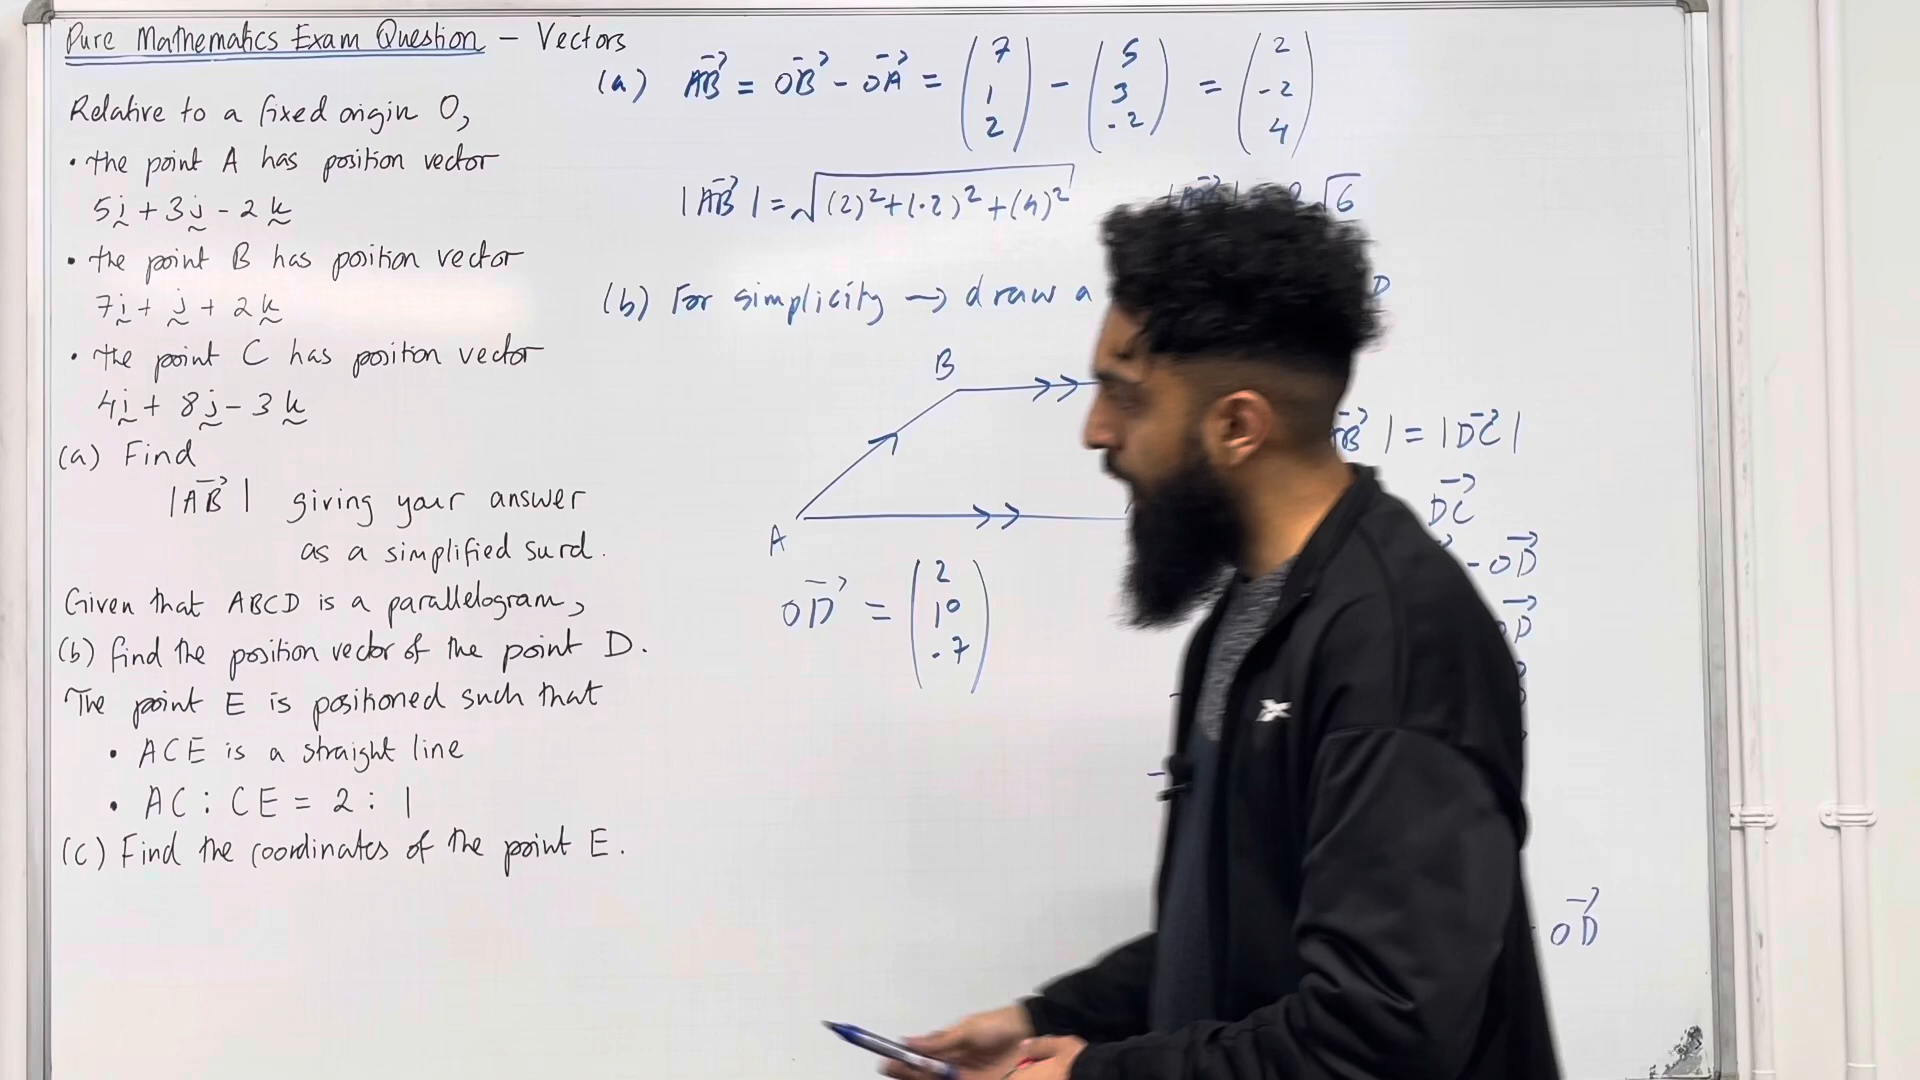 Pure Mathematics Exam Question - Vectors
Relative to a fixed origin O,
• the point A has position vector
5i + 3j - 2k
• the point B has position vector
7i + j + 2k
• the point C has position vector
4i + 8j - 3k
(a) Find
|AB→| giving your answer
as a simplified surd.
Given that ABCD is a parallelogram,
(b) find the position vector of the point D.
The point E is positioned such that
• ACE is a straight line
• AC : CE = 2 : 1
(c) Find the coordinates of the point E.
(a) AB→ = OB→ - OA→ = (7 1 2) - (5 3 -2) = (2 -2 4)
|AB→| = √(2)²+(-2)²+(4)² √6
(b) For simplicity → draw a D
B
A
| = |DC→|
DC→
- OD→
OD→ = (2 10 -7)
OD→